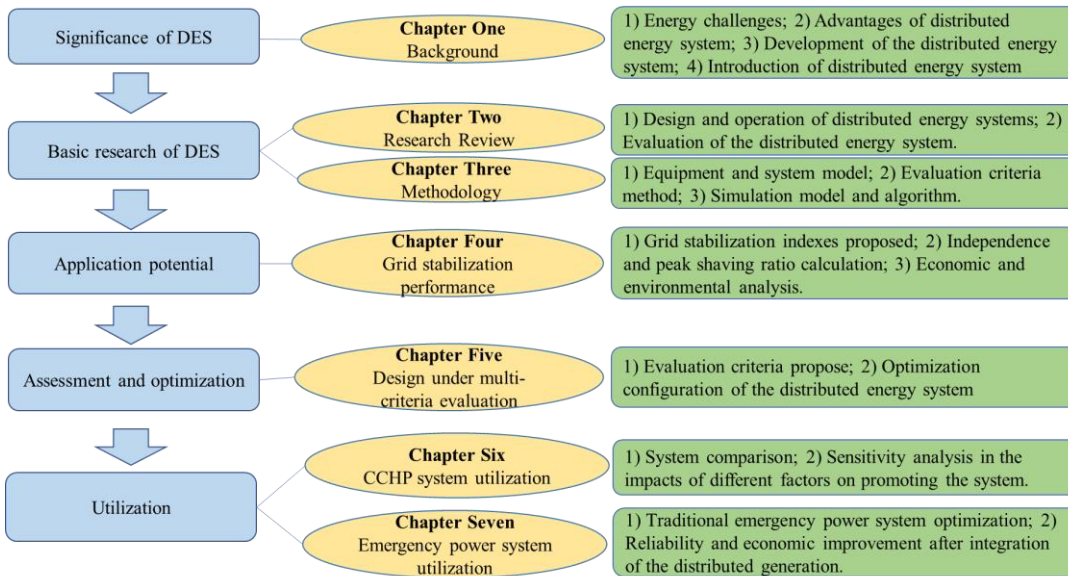 Significance of DES
Chapter One
Background
1) Energy challenges; 2) Advantages of distributed
energy system; 3) Development of the distributed energy
system; 4) Introduction of distributed energy system
Basic research of DES
Chapter Two
Research Review
1) Design and operation of distributed energy systems; 2)
Evaluation of the distributed energy system.
Chapter Three
Methodology
1) Equipment and system model; 2) Evaluation criteria
method; 3) Simulation model and algorithm.
Application potential
Chapter Four
Grid stabilization
performance
1) Grid stabilization indexes proposed; 2) Independence
and peak shaving ratio calculation; 3) Economic and
environmental analysis.
Assessment and optimization
Chapter Five
Design under multi-
criteria evaluation
1) Evaluation criteria propose; 2) Optimization
configuration of the distributed energy system
Utilization
Chapter Six
CCHP system utilization
1) System comparison; 2) Sensitivity analysis in the
impacts of different factors on promoting the system.
Chapter Seven
Emergency power system
utilization
1) Traditional emergency power system optimization; 2)
Reliability and economic improvement after integration
of the distributed generation.